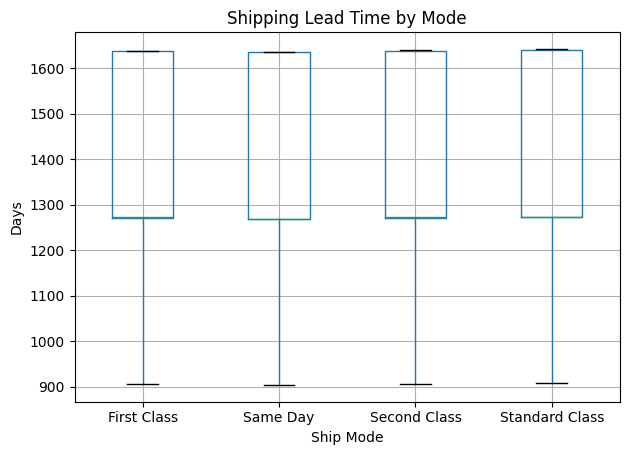 Shipping Lead Time by Mode
Days
1600
1500
1400
1300
1200
1100
1000
900
First Class
Same Day
Second Class
Standard Class
Ship Mode